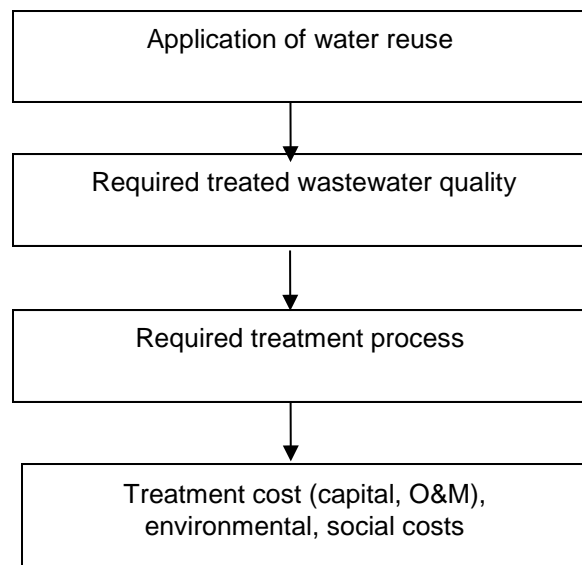 Application of water reuse
Required treated wastewater quality
Required treatment process
Treatment cost (capital, O&M),
environmental, social costs